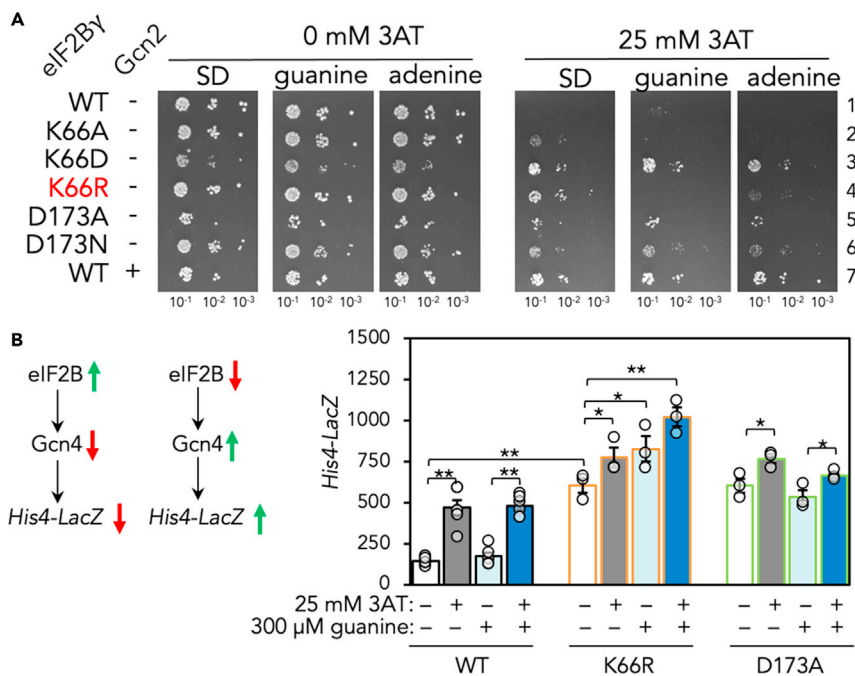 A
eIF2Bγ
Gcn2
0 mM 3AT
25 mM 3AT
SD guanine adenine SD guanine adenine
WT - 1
K66A - 2
K66D - 3
K66R - 4
D173A - 5
D173N - 6
WT + 7
10⁻¹ 10⁻² 10⁻³ 10⁻¹ 10⁻² 10⁻³ 10⁻¹ 10⁻² 10⁻³ 10⁻¹ 10⁻² 10⁻³ 10⁻¹ 10⁻² 10⁻³ 10⁻¹ 10⁻² 10⁻³
B
eIF2B
Gcn4
His4-LacZ
eIF2B
Gcn4
His4-LacZ
His4-LacZ
1500
1250
1000
750
500
250
0
** ** ** * * ** * *
25 mM 3AT: – + – + – + – + – + – +
300 μM guanine: – – + + – – + + – – + +
WT K66R D173A